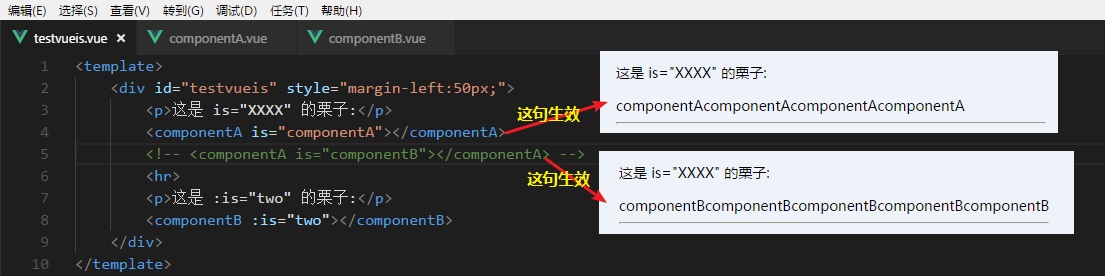 编辑(E) 选择(S) 查看(V) 转到(G) 调试(D) 任务(T) 帮助(H)
testvueis.vue × componentA.vue componentB.vue
1 <template>
2 <div id="testvueis" style="margin-left:50px;">
3 <p>这是 is="XXXX" 的栗子:</p>
4 <componentA is="componentA"></componentA>
5 <!-- <componentA is="componentB"></componentA> -->
6 <hr>
7 <p>这是 :is="two" 的栗子:</p>
8 <componentB :is="two"></componentB>
9 </div>
10 </template>
这句生效
这是 is="XXXX" 的栗子:
componentAcomponentAcomponentAcomponentA
这句生效
这是 is="XXXX" 的栗子:
componentBcomponentBcomponentBcomponentBcomponentB